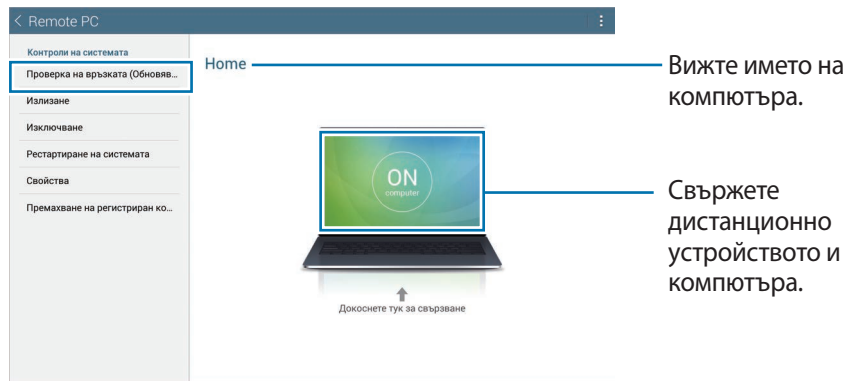 Remote PC
Контроли на системата
Проверка на връзката (Обновяв...
Излизане
Изключване
Рестартиране на системата
Свойства
Премахване на регистриран ко...
Home
ON
computer
Докоснете тук за свързване
Вижте името на
компютъра.
Свържете
дистанционно
устройството и
компютъра.